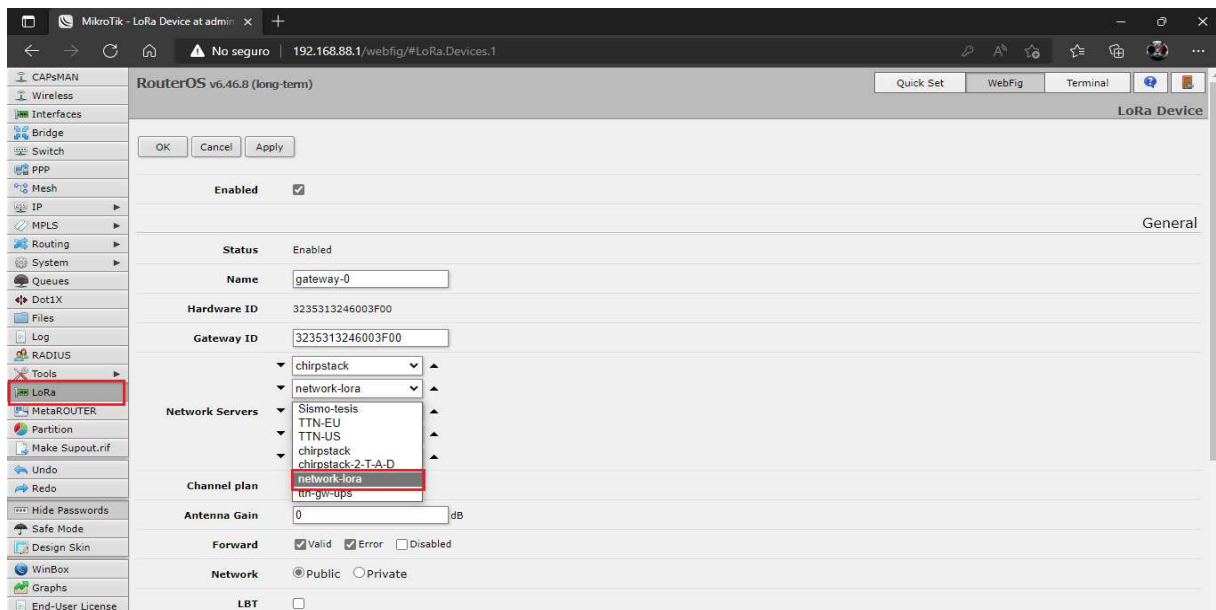 MikroTik - LoRa Device at admin
No seguro 192.168.88.1/webfig/#LoRa.Devices.1
CAPsMAN
Wireless
Interfaces
Bridge
Switch
PPP
Mesh
IP
MPLS
Routing
System
Queues
Dot1X
Files
Log
RADIUS
Tools
LoRa
MetaROUTER
Partition
Make Supout.rif
Undo
Redo
Hide Passwords
Safe Mode
Design Skin
WinBox
Graphs
End-User License
RouterOS v6.46.8 (long-term)
Quick Set WebFig Terminal
LoRa Device
OK Cancel Apply
Enabled
General
Status Enabled
Name gateway-0
Hardware ID 3235313246003F00
Gateway ID 3235313246003F00
Network Servers
chirpstack
network-lora
Sismo-tesis
TTN-EU
TTN-US
chirpstack
chirpstack-2-T-A-D
network-lora
ttn-gw-ups
Channel plan
Antenna Gain 0 dB
Forward Valid Error Disabled
Network Public Private
LBT